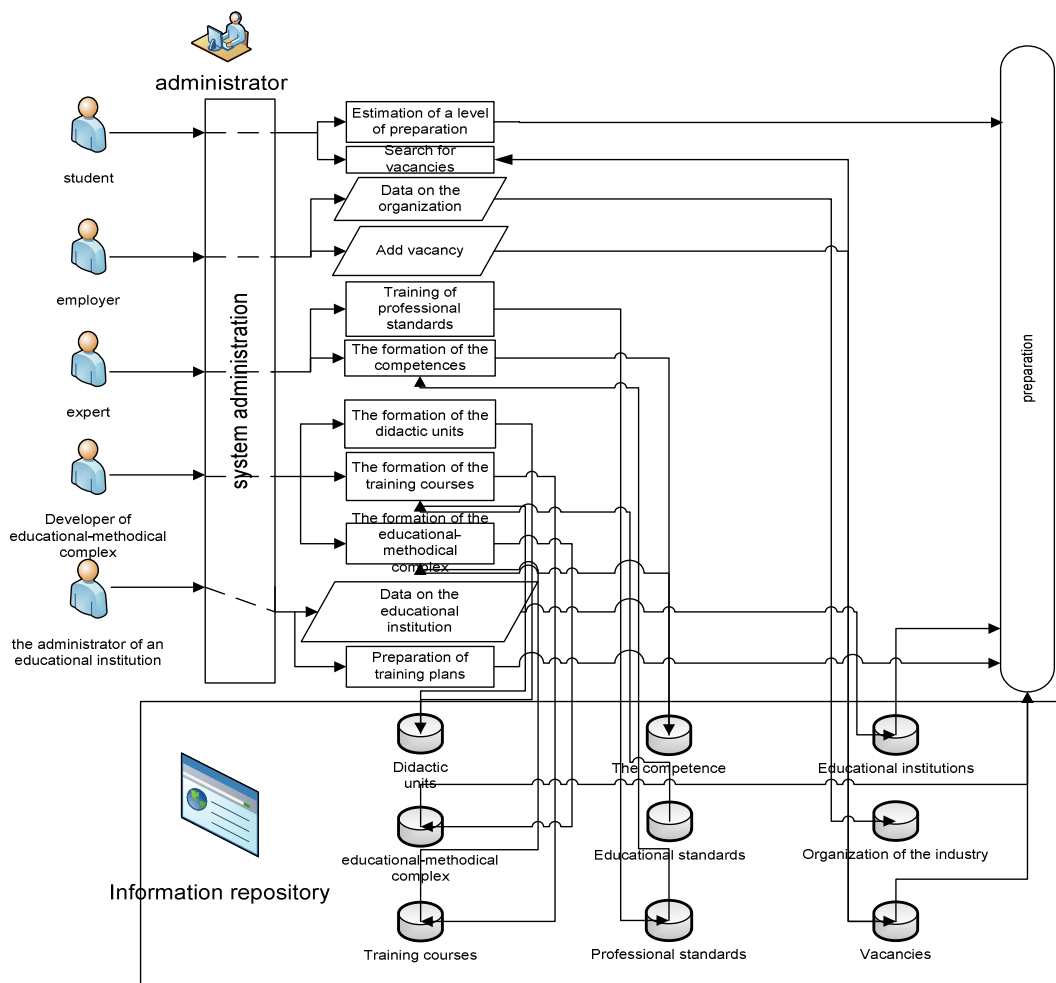 administrator
student
employer
expert
Developer of
educational-methodical
complex
the administrator of an
educational institution
system administration
Estimation of a level
of preparation
Search for
vacancies
Data on the
organization
Add vacancy
Training of
professional
standards
The formation of the
competences
The formation of the
didactic units
The formation of the
training courses
The formation of the
educational-
methodical
complex
Data on the
educational
institution
Preparation of
training plans
preparation
Information repository
Didactic
units
The competence
Educational institutions
educational-methodical
complex
Educational standards
Organization of the industry
Training courses
Professional standards
Vacancies